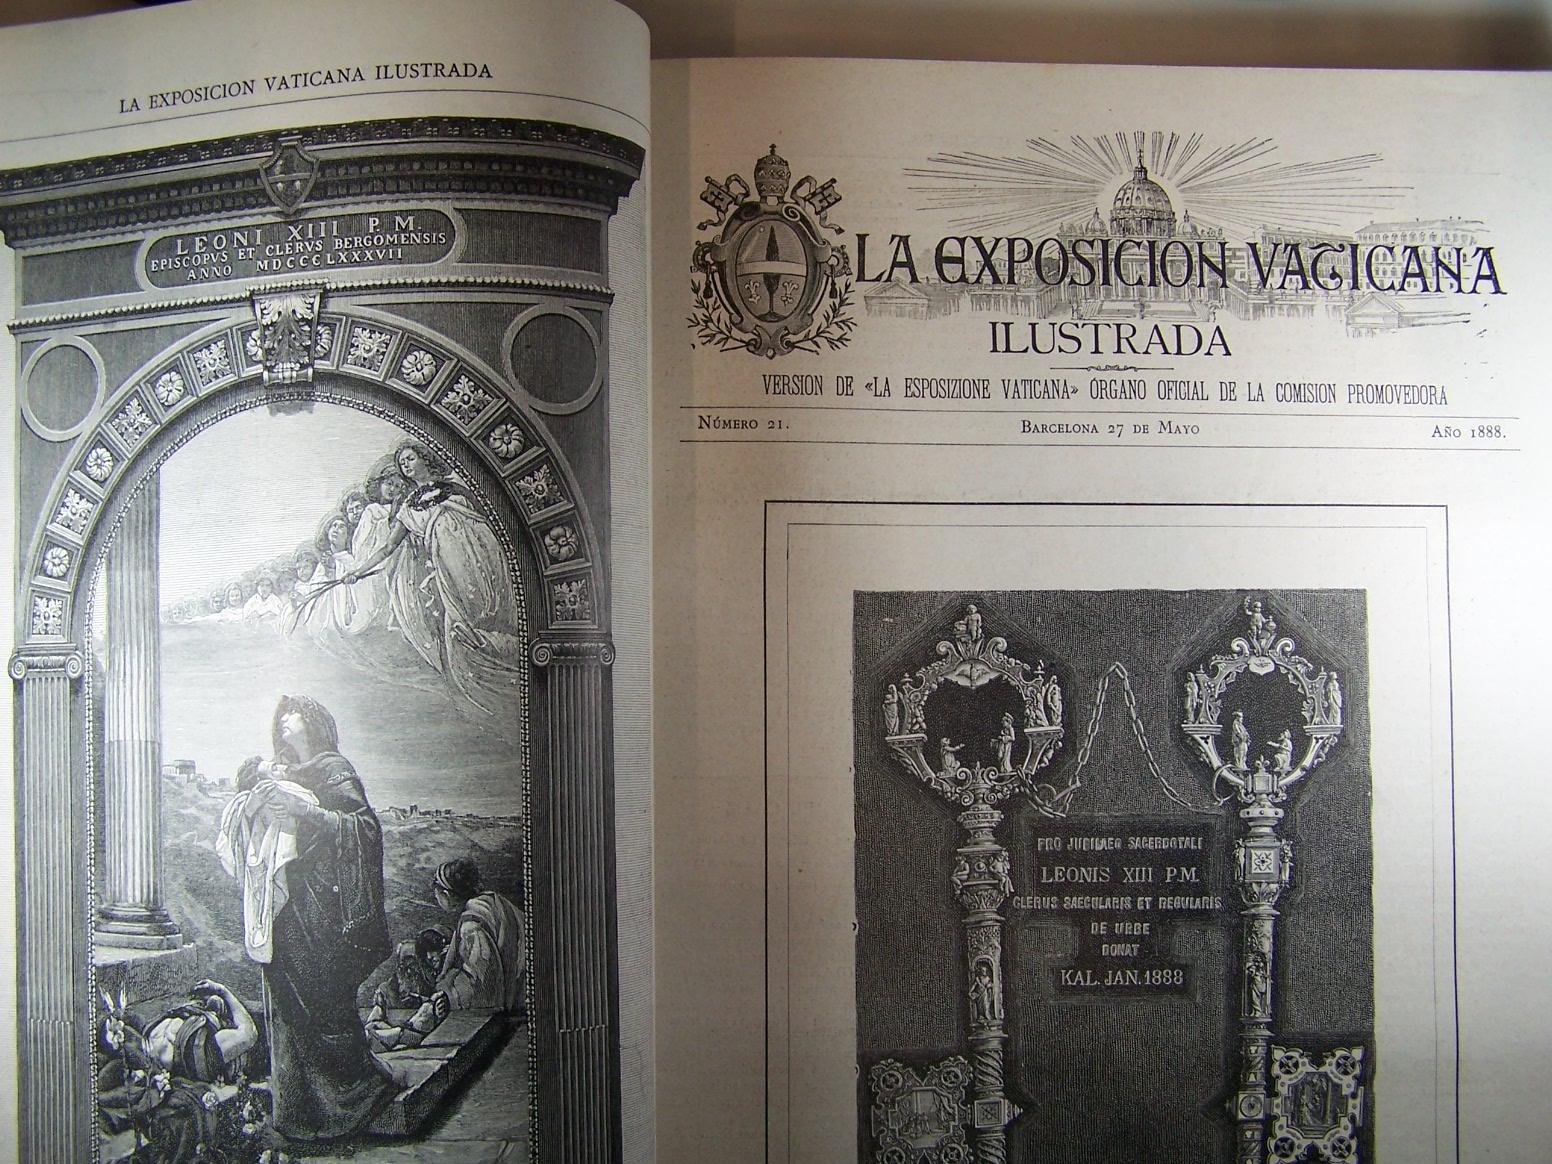 LA EXPOSICION VATICANA ILUSTRADA
LEONI XIII P. M.
EPISCOPVS ET CLERVS BERGOMENSIS
ANNO MDCCCLXXXVII
LA EXPOSICION VATICANA
ILUSTRADA
VERSION DE «LA ESPOSIZIONE VATICANA» ÓRGANO OFICIAL DE LA COMISION PROMOVEDORA
NÚMERO 21. BARCELONA 27 DE MAYO AÑO 1888.
PRO JUBILAEO SACERDOTALI
LEONIS XIII P.M.
CLERUS SAECULARIS ET REGULARIS
DE URBE
DONAT
KAL. JAN. 1888